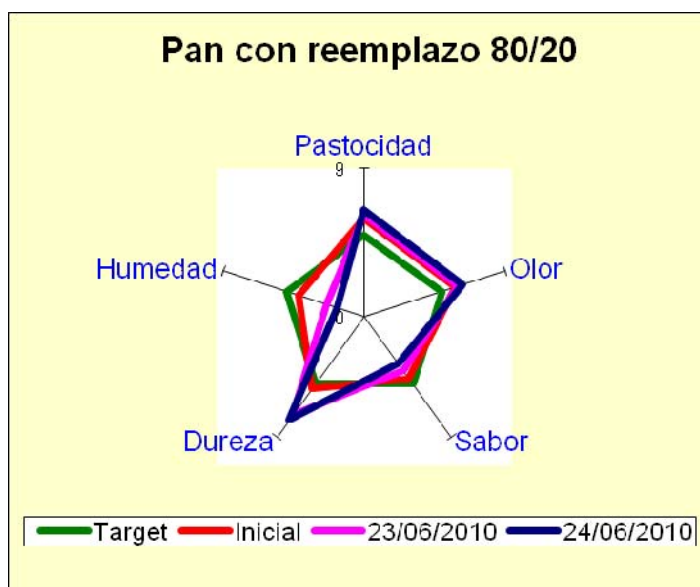 Pan con reemplazo 80/20
Pastocidad
9
Humedad
Olor
0
Dureza
Sabor
Target Inicial 23/06/2010 24/06/2010